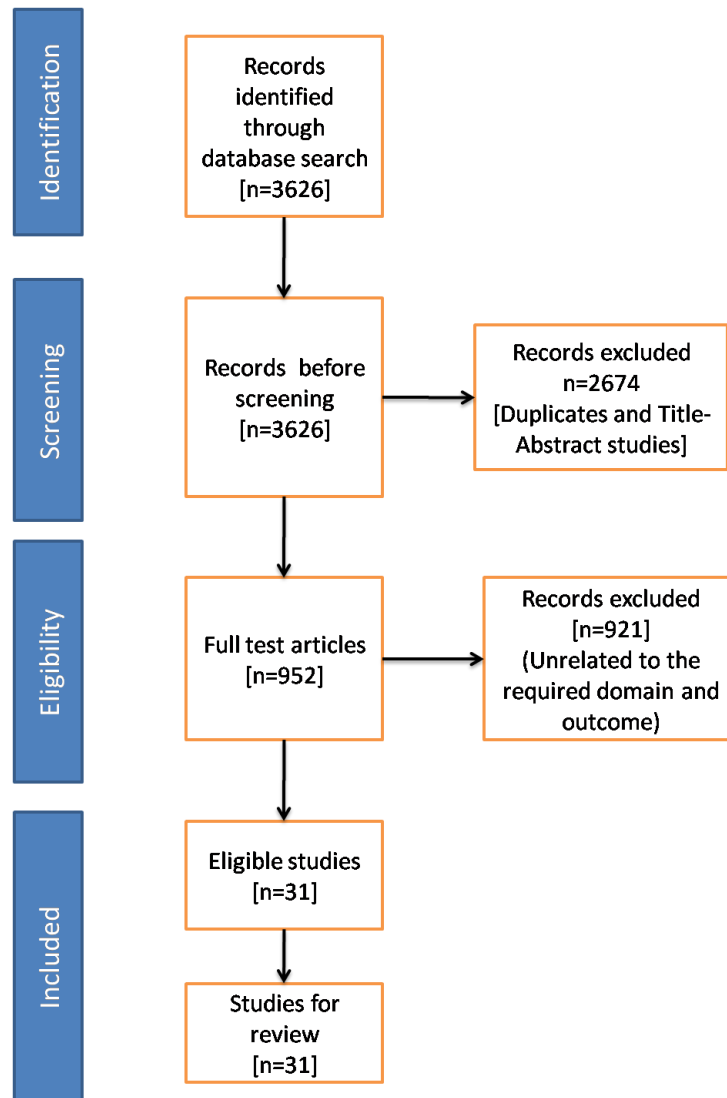 Identification
Records
identified
through
database search
[n=3626]
Screening
Records before
screening
[n=3626]
Records excluded
n=2674
[Duplicates and Title-
Abstract studies]
Eligibility
Full test articles
[n=952]
Records excluded
[n=921]
(Unrelated to the
required domain and
outcome)
Included
Eligible studies
[n=31]
Studies for
review
[n=31]